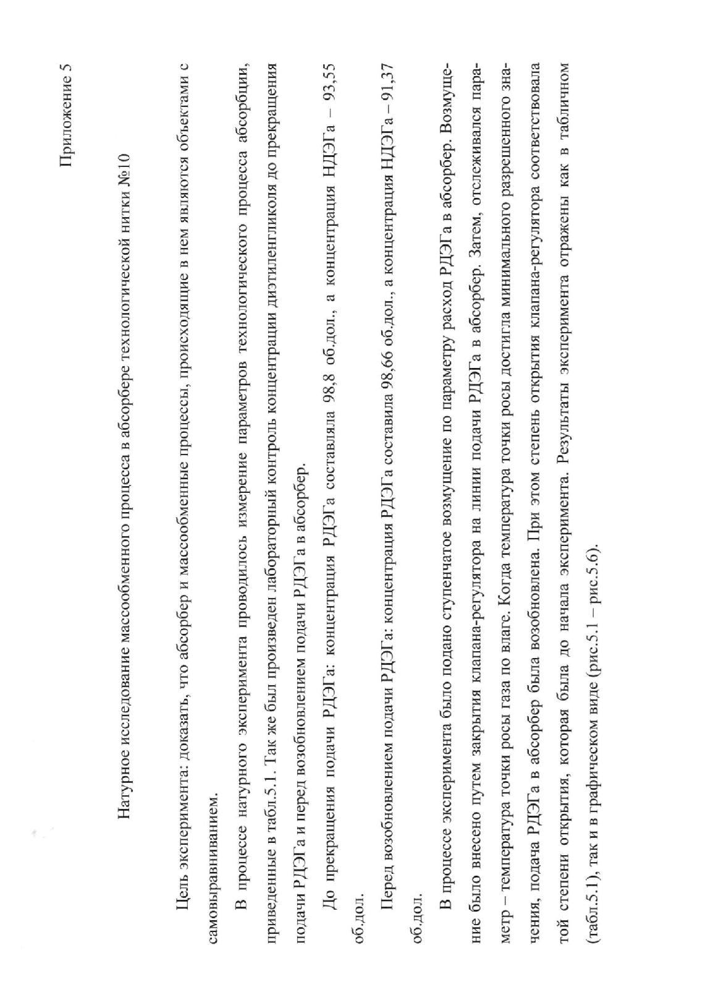 Приложение 5
Натурное исследование массообменного процесса в абсорбере технологической нитки №10
Цель эксперимента: доказать, что абсорбер и массообменные процессы, происходящие в нем являются объектами с
самовыравниванием.
В процессе натурного эксперимента проводилось измерение параметров технологического процесса абсорбции,
приведенные в табл.5.1. Так же был произведен лабораторный контроль концентрации диэтиленгликоля до прекращения
подачи РДЭГа и перед возобновлением подачи РДЭГа в абсорбер.
До прекращения подачи РДЭГа: концентрация РДЭГа составляла 98,8 об.дол., а концентрация НДЭГа – 93,55
об.дол.
Перед возобновлением подачи РДЭГа: концентрация РДЭГа составила 98,66 об.дол., а концентрация НДЭГа – 91,37
об.дол.
В процессе эксперимента было подано ступенчатое возмущение по параметру расход РДЭГа в абсорбер. Возмуще-
ние было внесено путем закрытия клапана-регулятора на линии подачи РДЭГа в абсорбер. Затем, отслеживался пара-
метр – температура точки росы газа по влаге. Когда температура точки росы достигла минимального разрешенного зна-
чения, подача РДЭГа в абсорбер была возобновлена. При этом степень открытия клапана-регулятора соответствовала
той степени открытия, которая была до начала эксперимента. Результаты эксперимента отражены как в табличном
(табл.5.1), так и в графическом виде (рис.5.1 – рис.5.6).